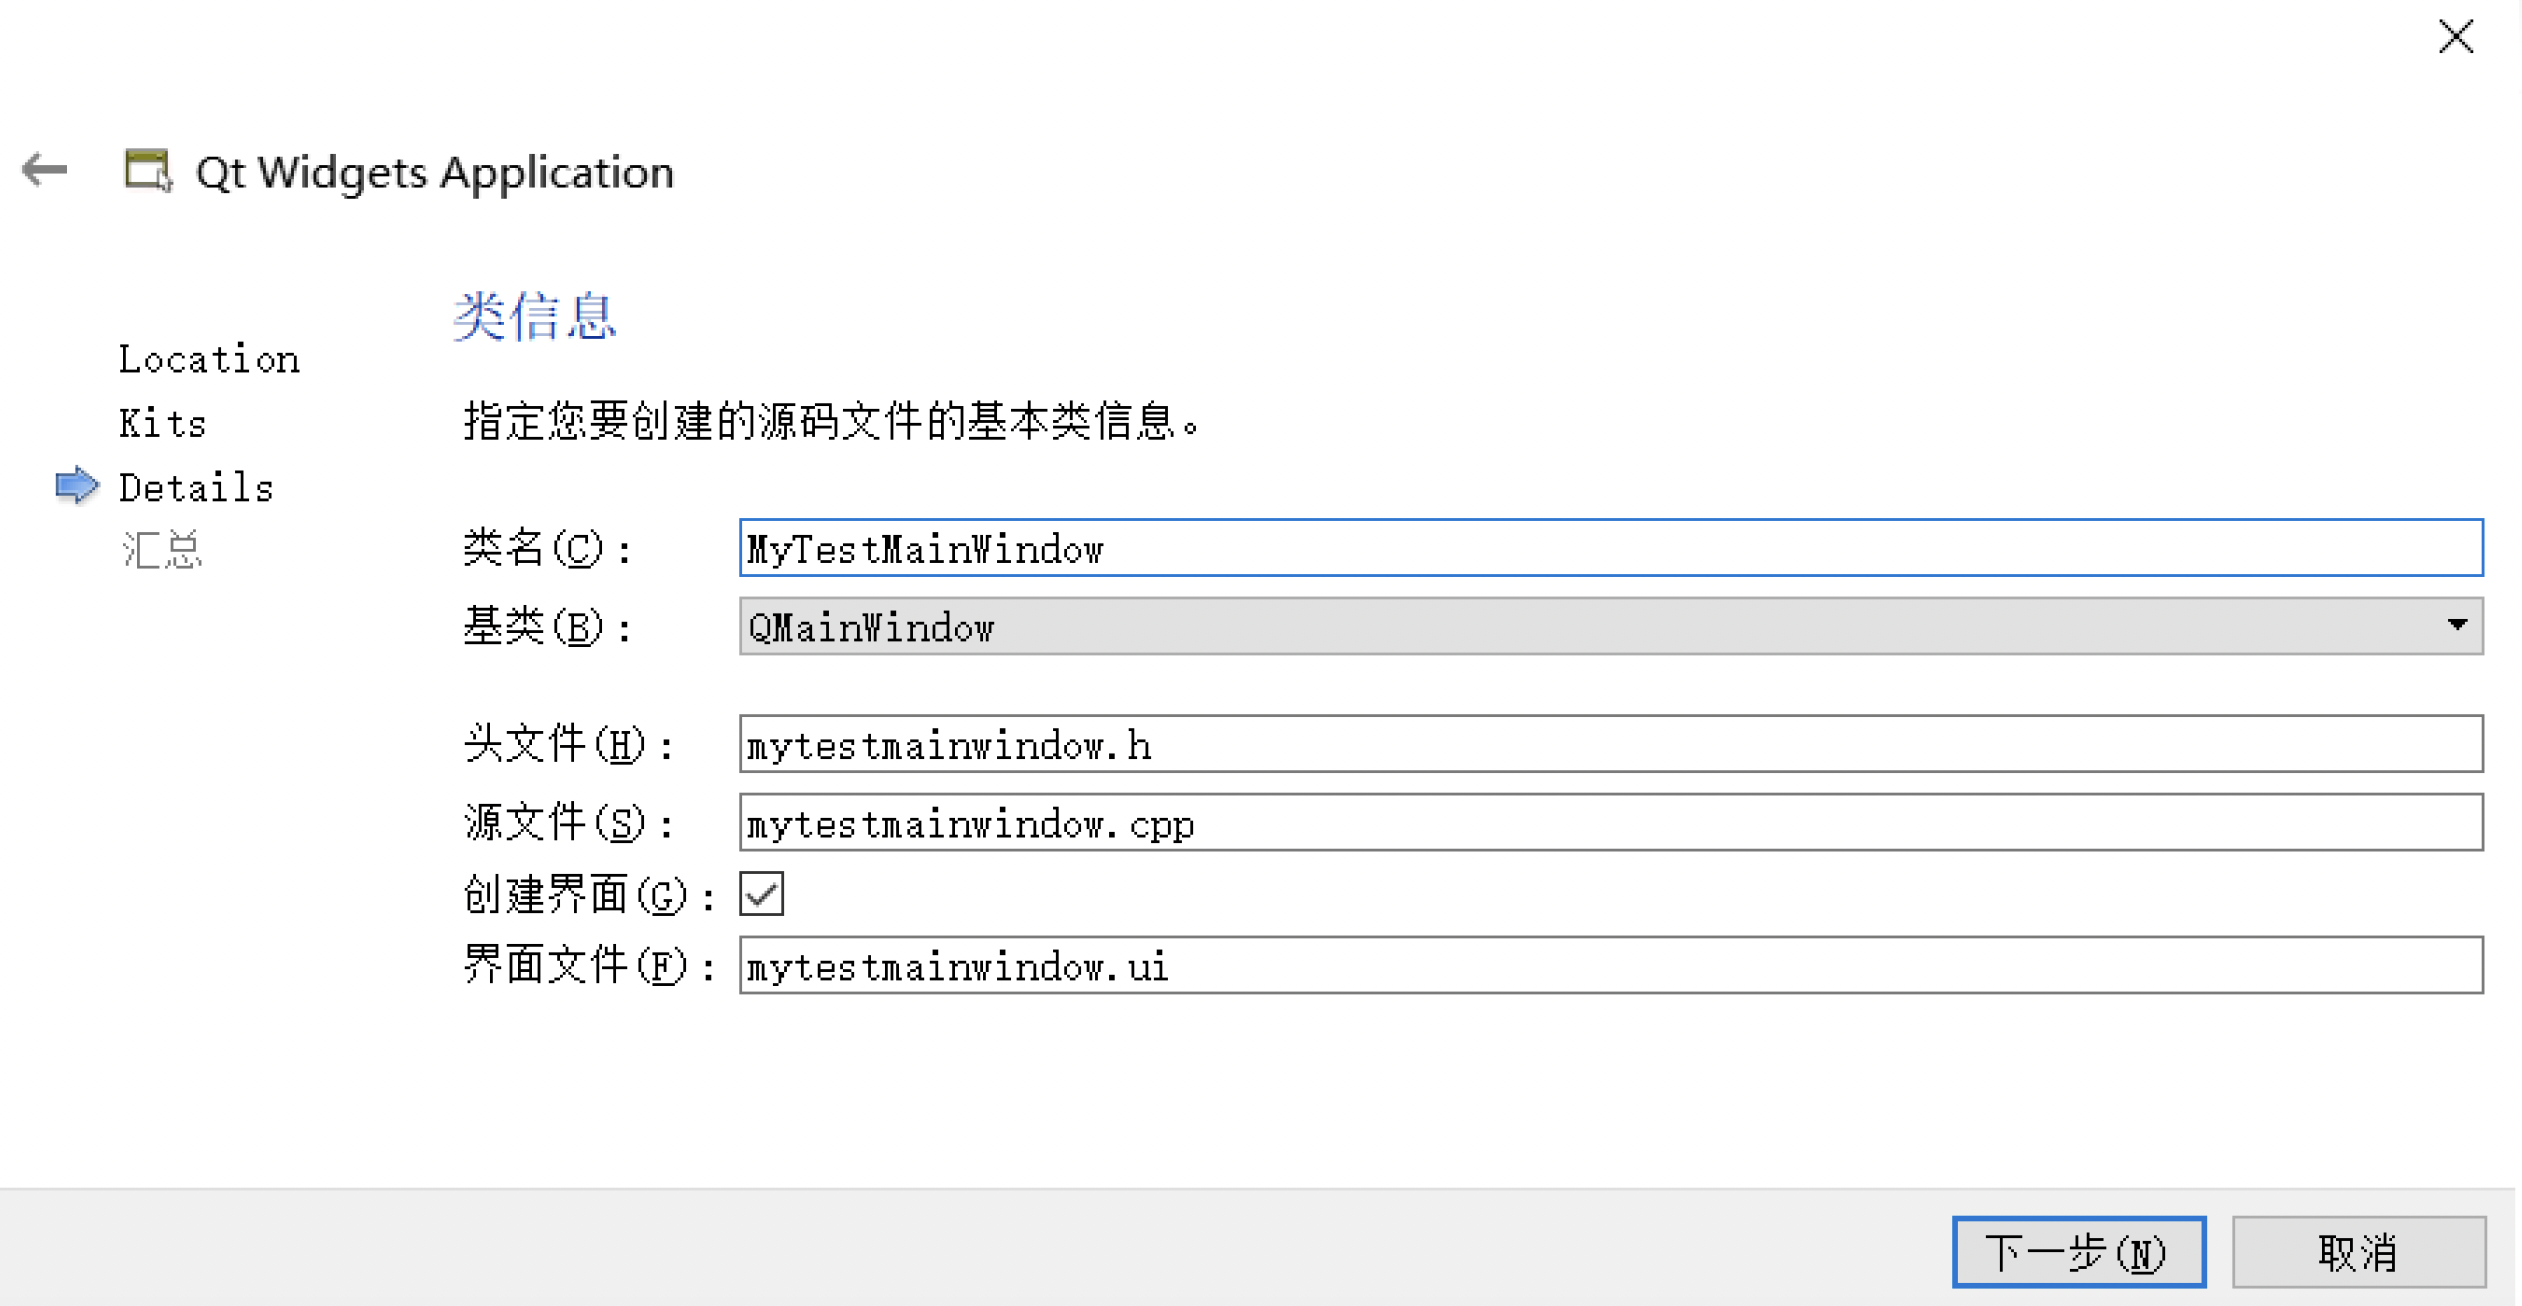 Qt Widgets Application
Location
Kits
Details
汇总
类信息
指定您要创建的源码文件的基本类信息。
类名(C)： MyTestMainWindow
基类(B)： QMainWindow
头文件(H)： mytestmainwindow.h
源文件(S)： mytestmainwindow.cpp
创建界面(G)：
界面文件(F)： mytestmainwindow.ui
下一步(N) 取消